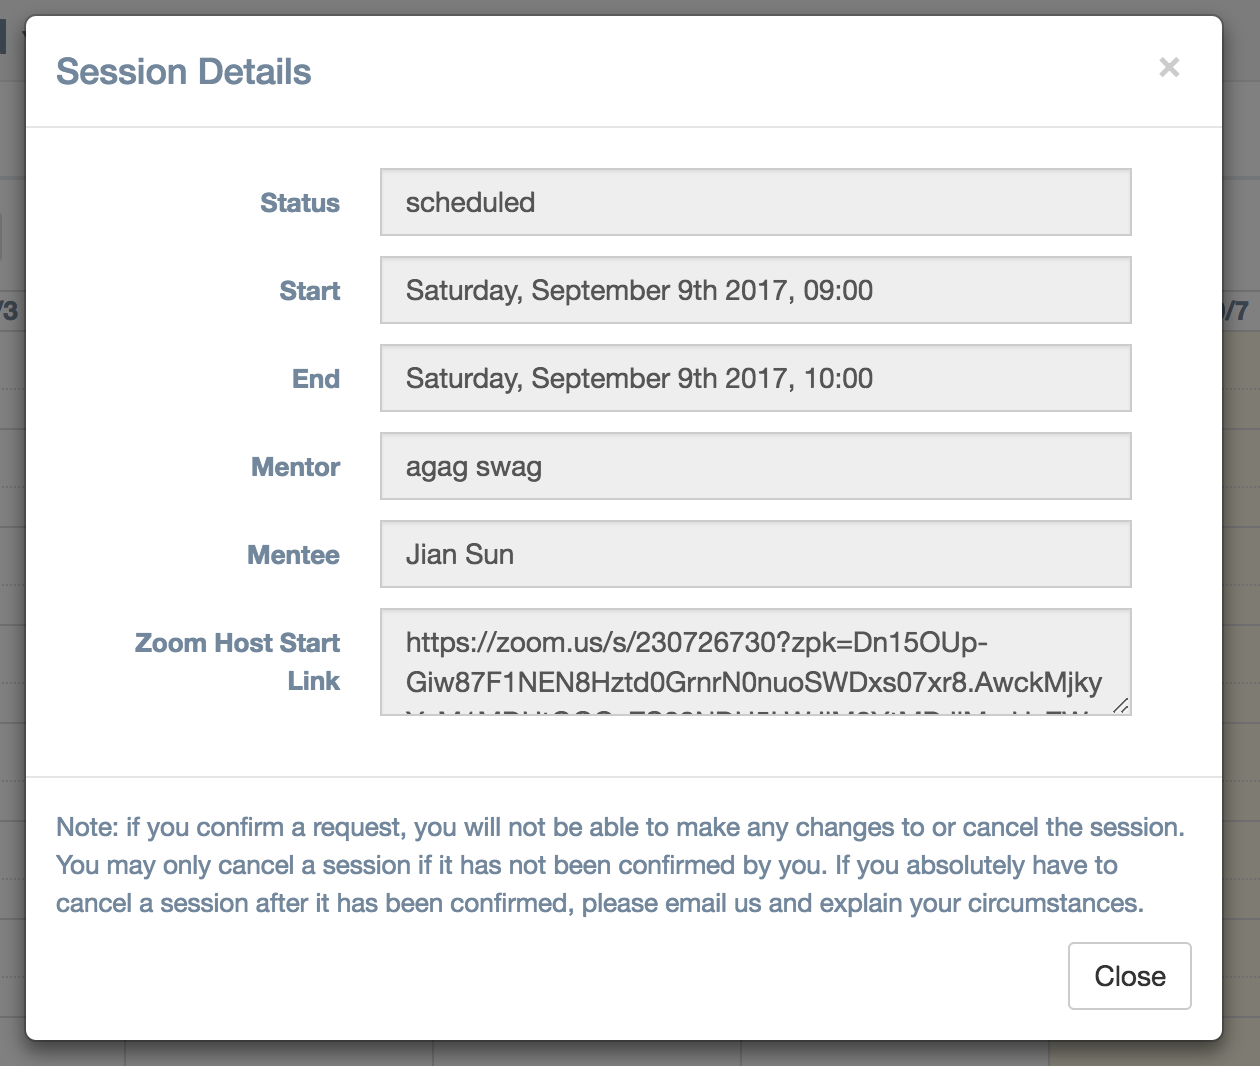 Session Details
×
Status
scheduled
Start
Saturday, September 9th 2017, 09:00
End
Saturday, September 9th 2017, 10:00
Mentor
agag swag
Mentee
Jian Sun
Zoom Host Start
Link
https://zoom.us/s/230726730?zpk=Dn15OUp-
Giw87F1NEN8Hztd0GrnrN0nuoSWDxs07xr8.AwckMjky
/3
/7
Note: if you confirm a request, you will not be able to make any changes to or cancel the session.
You may only cancel a session if it has not been confirmed by you. If you absolutely have to
cancel a session after it has been confirmed, please email us and explain your circumstances.
Close